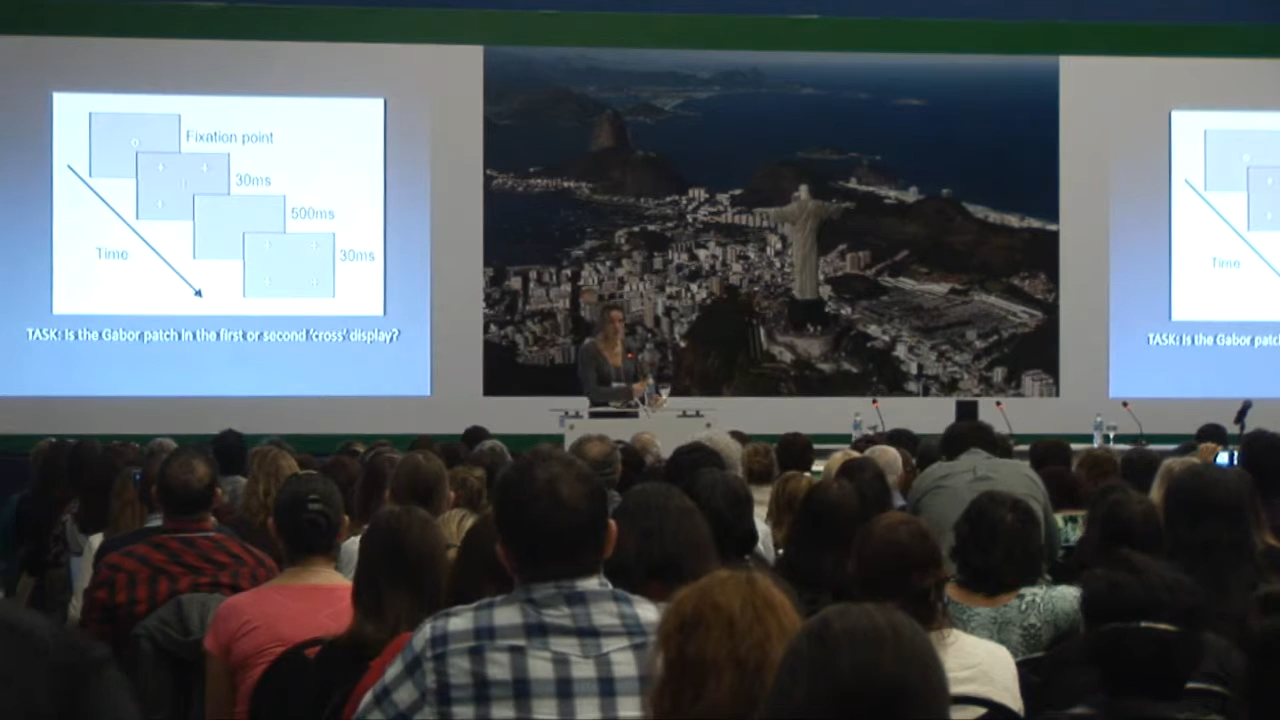 Fixation point
30ms
500ms
Time
30ms
TASK: Is the Gabor patch in the first or second 'cross' display?
Time
TASK: Is the Gabor